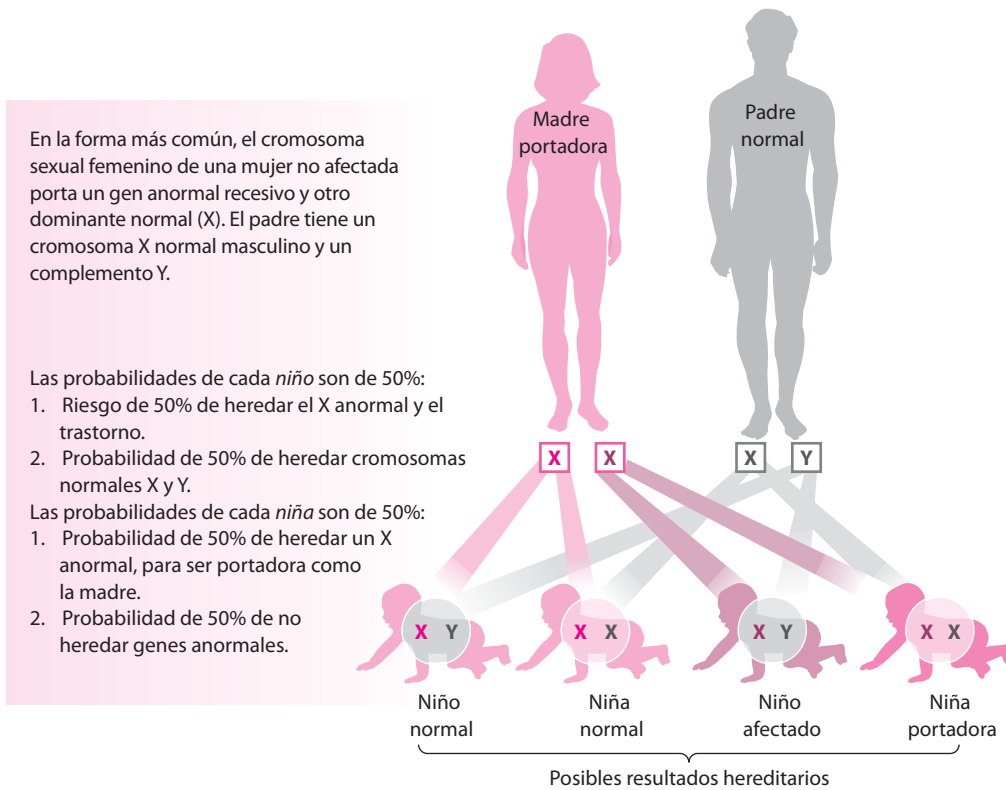 Madre
portadora
Padre
normal
En la forma más común, el cromosoma
sexual femenino de una mujer no afectada
porta un gen anormal recesivo y otro
dominante normal (X). El padre tiene un
cromosoma X normal masculino y un
complemento Y.
Las probabilidades de cada niño son de 50%:
1. Riesgo de 50% de heredar el X anormal y el
trastorno.
2. Probabilidad de 50% de heredar cromosomas
normales X y Y.
Las probabilidades de cada niña son de 50%:
1. Probabilidad de 50% de heredar un X
anormal, para ser portadora como
la madre.
2. Probabilidad de 50% de no
heredar genes anormales.
X X X Y
X Y X X X Y X X
Niño
normal
Niña
normal
Niño
afectado
Niña
portadora
Posibles resultados hereditarios